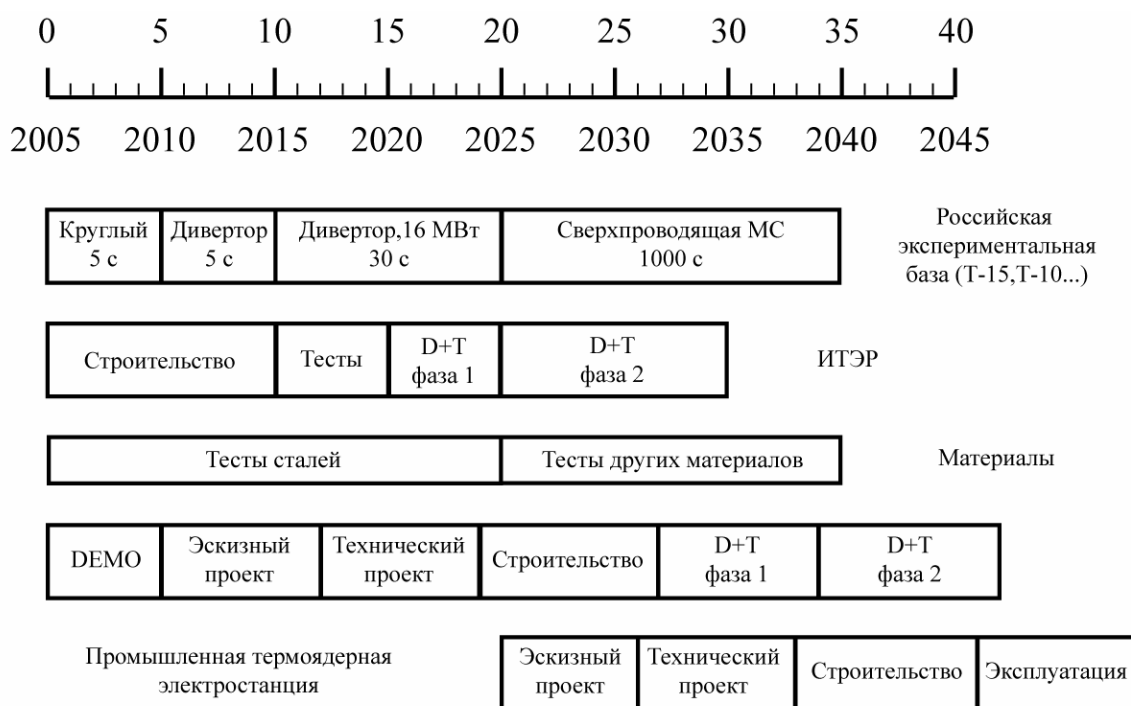 0 5 10 15 20 25 30 35 40
2005 2010 2015 2020 2025 2030 2035 2040 2045
Круглый
5 с
Дивертор
5 с
Дивертор,16 МВт
30 с
Сверхпроводящая МС
1000 с
Российская
экспериментальная
база (Т-15,Т-10...)
Строительство
Тесты
D+T
фаза 1
D+T
фаза 2
ИТЭР
Тесты сталей
Тесты других материалов
Материалы
DEMO
Эскизный
проект
Технический
проект
Строительство
D+T
фаза 1
D+T
фаза 2
Промышленная термоядерная
электростанция
Эскизный
проект
Технический
проект
Строительство
Эксплуатация